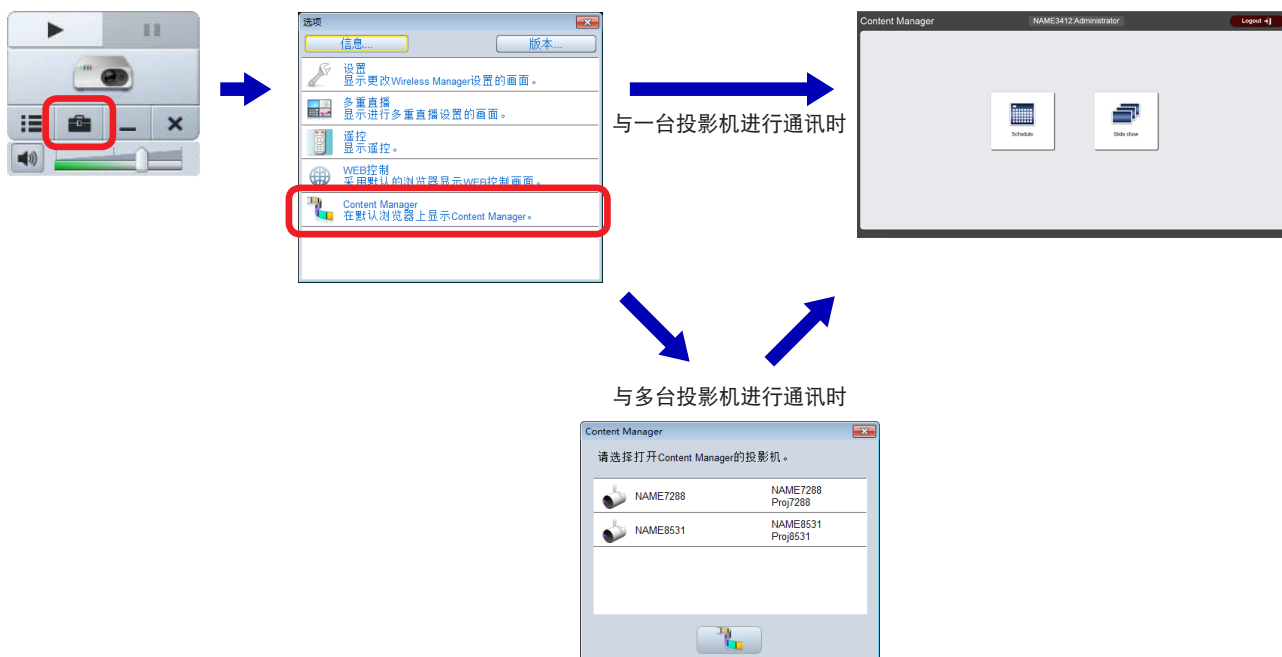 选项
信息...
版本...
设置
显示更改Wireless Manager设置的画面。
多重直播
显示进行多重直播设置的画面。
遥控
显示遥控。
WEB控制
采用默认的浏览器显示WEB控制画面。
Content Manager
在默认浏览器上显示Content Manager。
与一台投影机进行通讯时
Content Manager
NAME3412:Administrator
Logout
Schedule
Slide show
与多台投影机进行通讯时
Content Manager
请选择打开Content Manager的投影机。
NAME7288
NAME7288
Proj7288
NAME8531
NAME8531
Proj8531